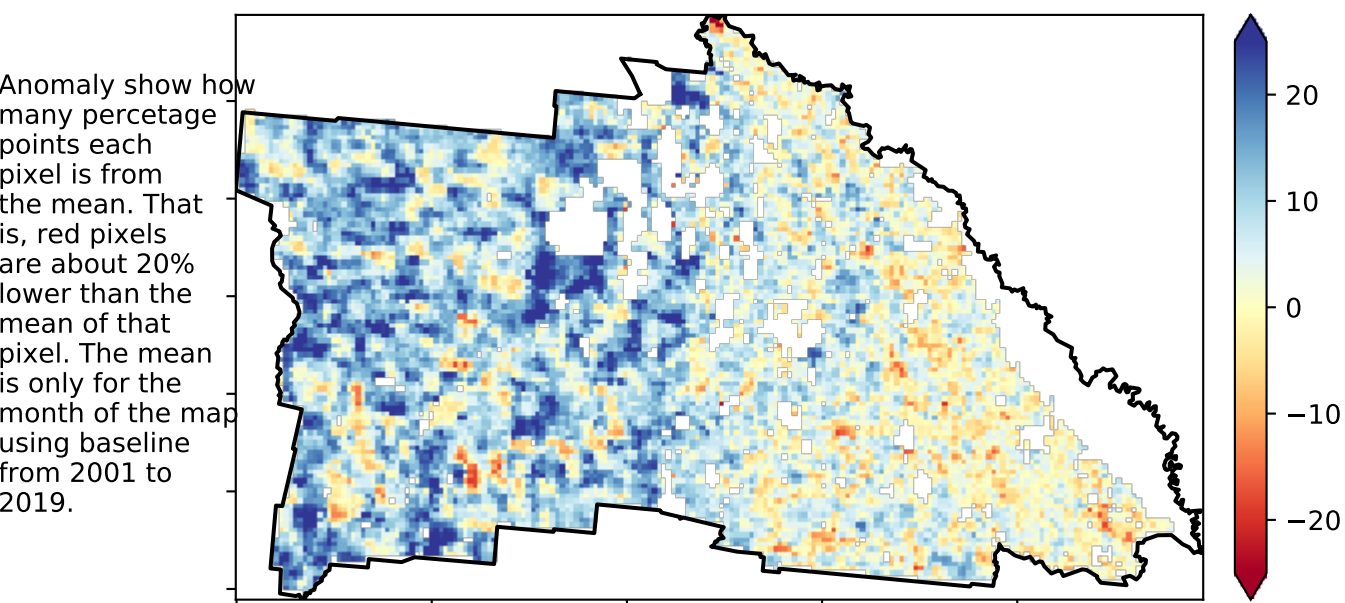 Anomaly show how
many percetage
points each
pixel is from
the mean. That
is, red pixels
are about 20%
lower than the
mean of that
pixel. The mean
is only for the
month of the map
using baseline
from 2001 to
2019.
20
10
0
−10
−20